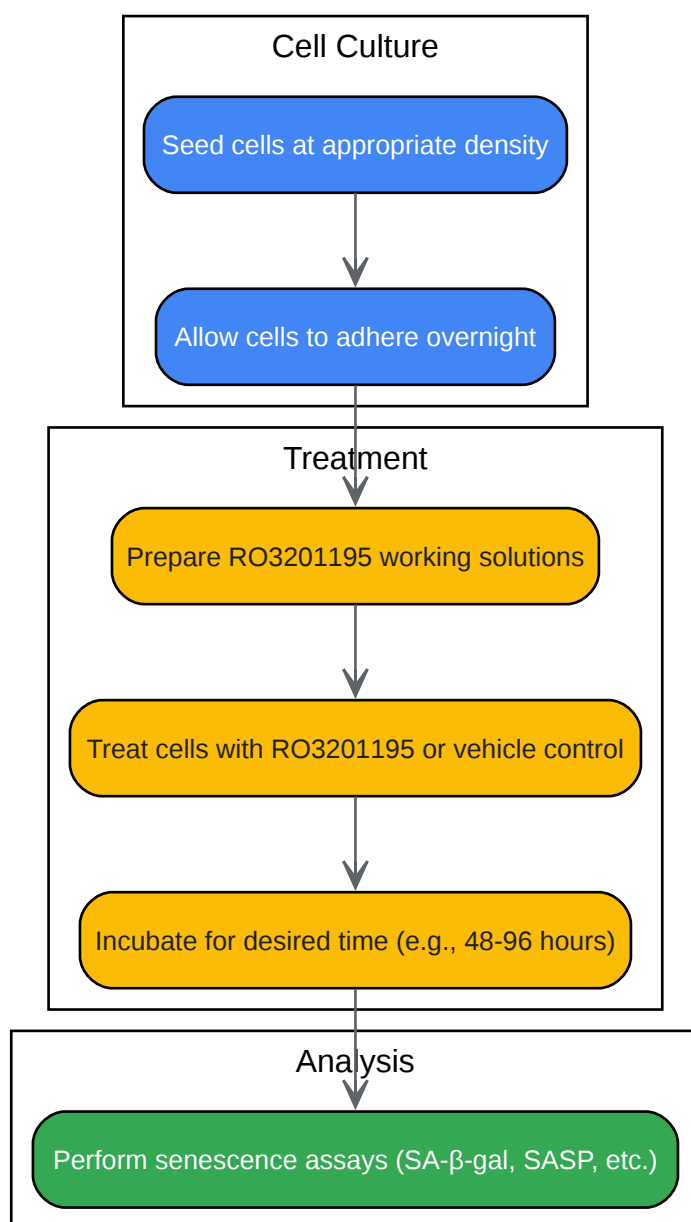 Cell Culture
Seed cells at appropriate density
Allow cells to adhere overnight
Treatment
Prepare RO3201195 working solutions
Treat cells with RO3201195 or vehicle control
Incubate for desired time (e.g., 48-96 hours)
Analysis
Perform senescence assays (SA-β-gal, SASP, etc.)